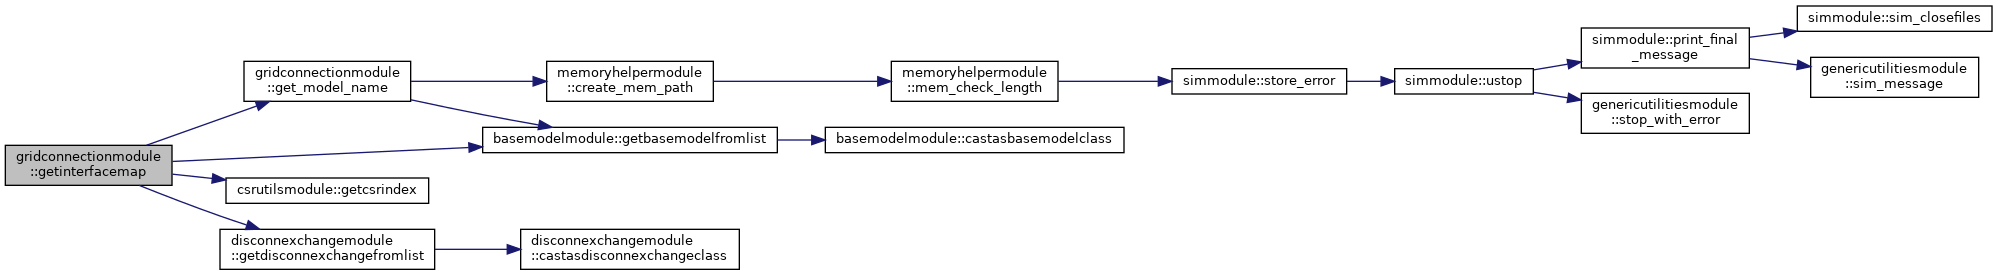 gridconnectionmodule
::getinterfacemap
gridconnectionmodule
::get_model_name
memoryhelpermodule
::create_mem_path
memoryhelpermodule
::mem_check_length
simmodule::store_error
simmodule::ustop
simmodule::print_final
_message
simmodule::sim_closefiles
genericutilitiesmodule
::sim_message
genericutilitiesmodule
::stop_with_error
basemodelmodule::getbasemodelfromlist
basemodelmodule::castasbasemodelclass
csrutilsmodule::getcsrindex
disconnexchangemodule
::getdisconnexchangefromlist
disconnexchangemodule
::castasdisconnexchangeclass